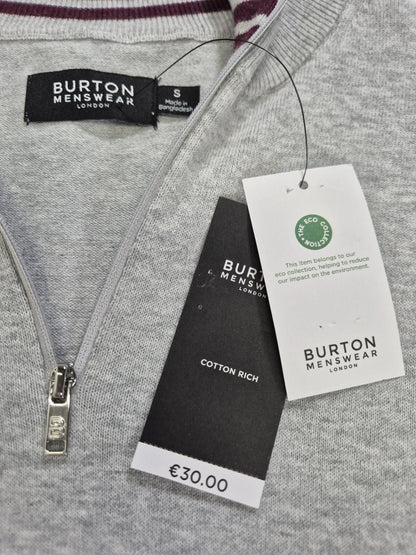 BURTON
MENSWEAR
LONDON
S
Made in
Bangladesh
THE ECO COLLECTION
This item belongs to our
eco collection, helping to reduce
our impact on the environment.
BURTON
MENSWEAR
LONDON
BURTON
MENSWEAR
LONDON
COTTON RICH
€30.00